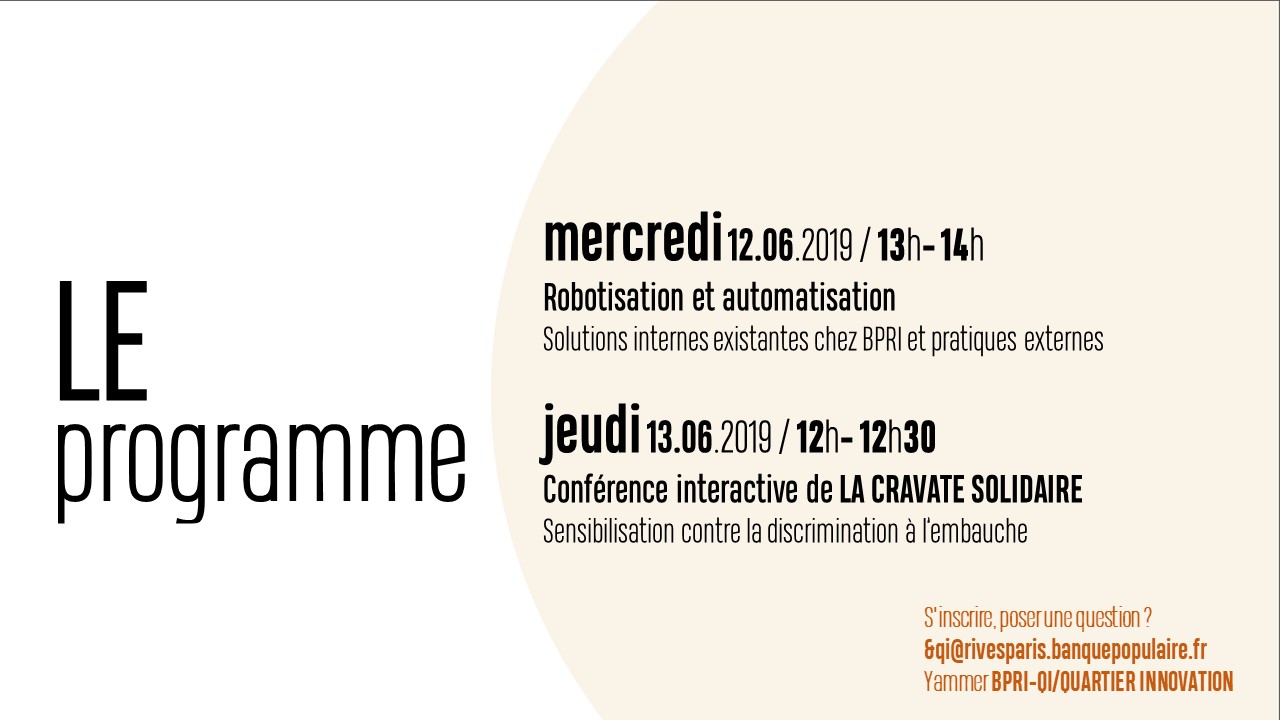 LE
programme
mercredi 12.06.2019 / 13h- 14h
Robotisation et automatisation
Solutions internes existantes chez BPRI et pratiques externes
jeudi 13.06.2019 / 12h- 12h30
Conférence interactive de LA CRAVATE SOLIDAIRE
Sensibilisation contre la discrimination à l'embauche
S'inscrire, poser une question ?
&qi@rivesparis.banquepopulaire.fr
Yammer BPRI-QI/QUARTIER INNOVATION